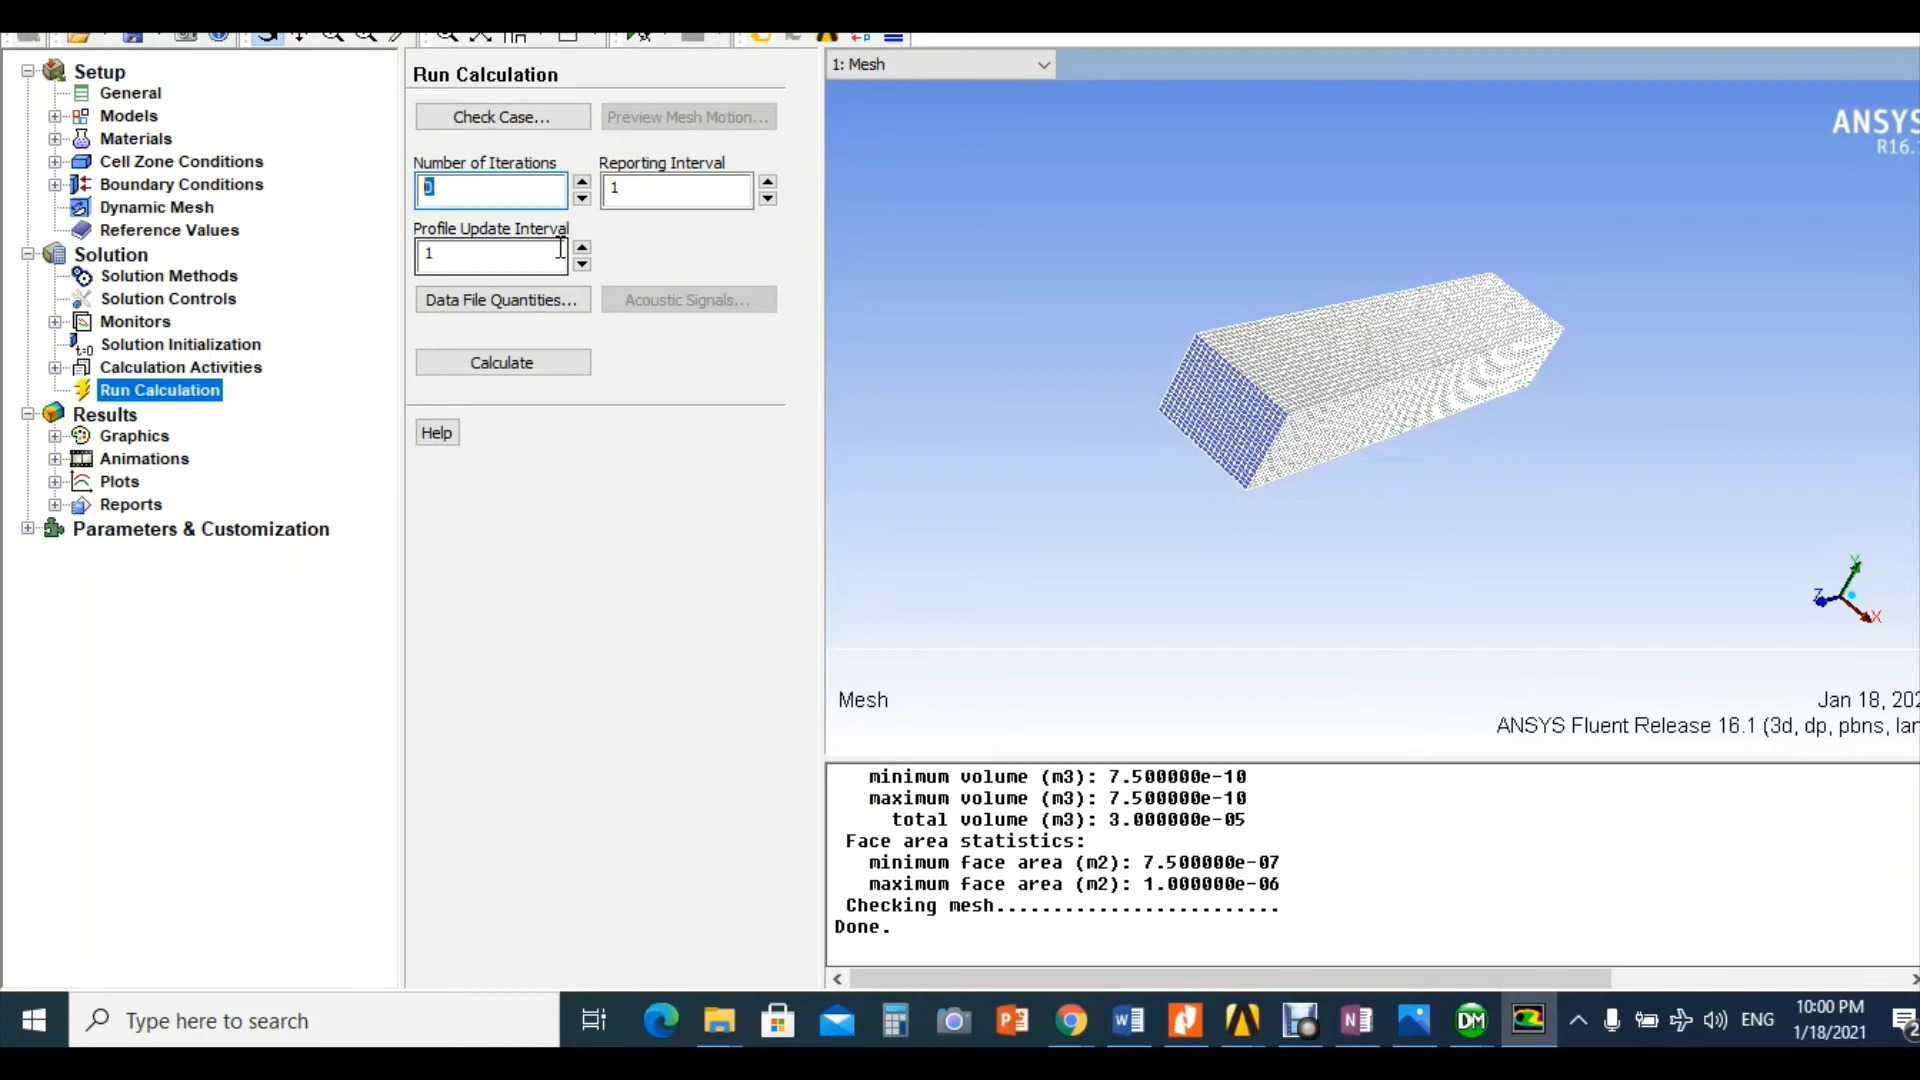 Setup
General
Models
Materials
Cell Zone Conditions
Boundary Conditions
Dynamic Mesh
Reference Values
Solution
Solution Methods
Solution Controls
Monitors
Solution Initialization
Calculation Activities
Run Calculation
Results
Graphics
Animations
Plots
Reports
Parameters & Customization
Run Calculation
Check Case...
Preview Mesh Motion...
Number of Iterations
Reporting Interval
0
1
Profile Update Interval
1
Data File Quantities...
Acoustic Signals...
Calculate
Help
1: Mesh
ANSYS
R16.
Z
Y
X
Mesh
Jan 18, 202
ANSYS Fluent Release 16.1 (3d, dp, pbns, lam
minimum volume (m3): 7.500000e-10
maximum volume (m3): 7.500000e-10
total volume (m3): 3.000000e-05
Face area statistics:
minimum face area (m2): 7.500000e-07
maximum face area (m2): 1.000000e-06
Checking mesh.........................
Done.
Type here to search
ENG
10:00 PM
1/18/2021